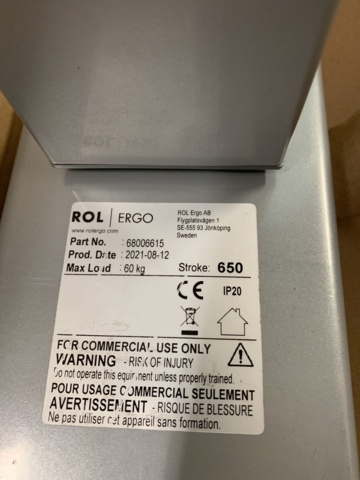 ROL ERGO
www.rolergo.com
ROL Ergo AB
Flygplatsvägen 1
SE-555 93 Jönköping
Sweden
Part No. : 68006615
Prod. Date : 2021-08-12
Max Load : 60 kg Stroke: 650
CE IP20
FOR COMMERCIAL USE ONLY
WARNING - RISK OF INJURY
Do not operate this equipment unless properly trained.
POUR USAGE COMMERCIAL SEULEMENT
AVERTISSEMENT - RISQUE DE BLESSURE
Ne pas utiliser cet appareil sans formation.